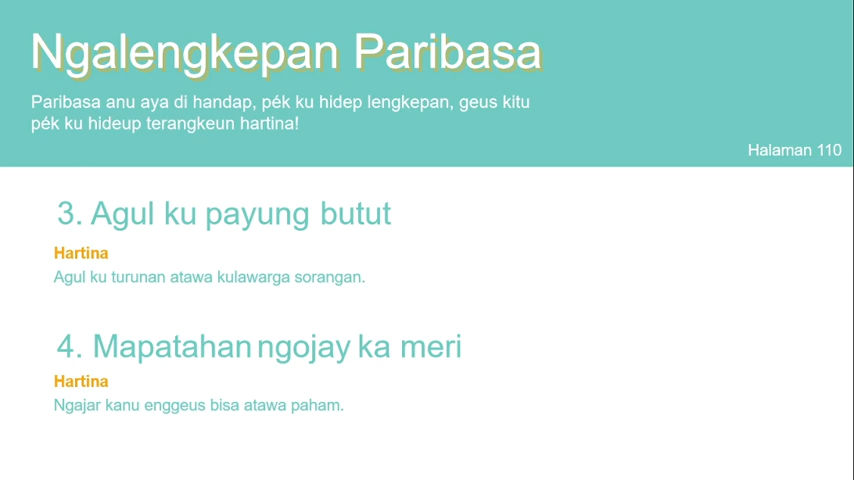 Ngalengkepan Paribasa
Paribasa anu aya di handap, pék ku hidep lengkepan, geus kitu
pék ku hideup terangkeun hartina!
Halaman 110
3. Agul ku payung butut
Hartina
Agul ku turunan atawa kulawarga sorangan.
4. Mapatahan ngojay ka meri
Hartina
Ngajar kanu enggeus bisa atawa paham.